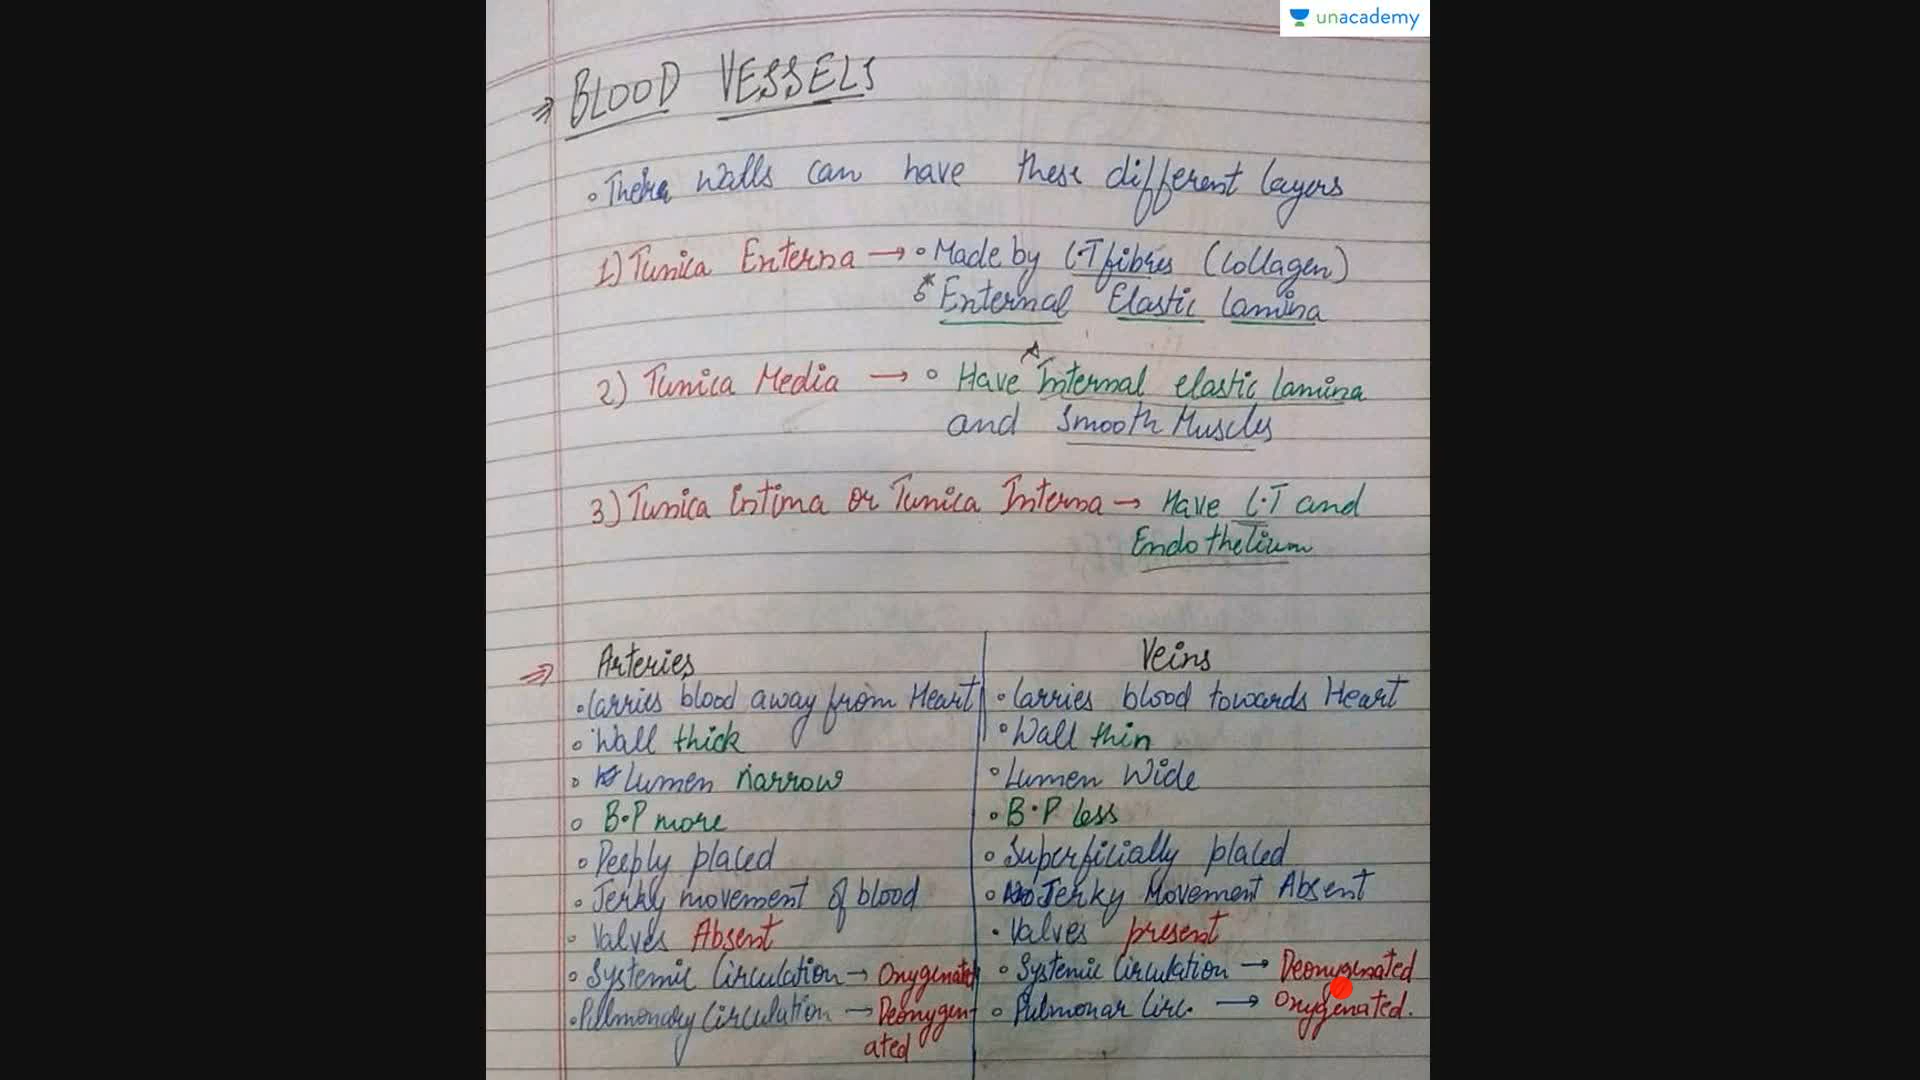 unacademy
⇒ BLOOD VESSELS
∘ Their walls can have these different layers
1) Tunica Externa → ∘ Made by C.T fibres (Collagen)
* External Elastic lamina
2) Tunica Media → ∘ Have Internal elastic lamina
and Smooth Muscles
3) Tunica intima or Tunica Interna → Have C.T and
Endothelium
⇒ Arteries
∘ Carries blood away from Heart
∘ Wall thick
∘ Lumen narrow
∘ B.P more
∘ Deeply placed
∘ Jerky movement of blood
∘ Valves Absent
∘ Systemic Circulation → Oxygenated
∘ Pulmonary Circulation → Deoxygen-
ated
Veins
∘ Carries blood towards Heart
∘ Wall thin
∘ Lumen Wide
∘ B.P less
∘ Superficially placed
∘ Jerky Movement Absent
∘ Valves present
∘ Systemic Circulation → Deoxygenated
∘ Pulmonar Circ. → Oxygenated.